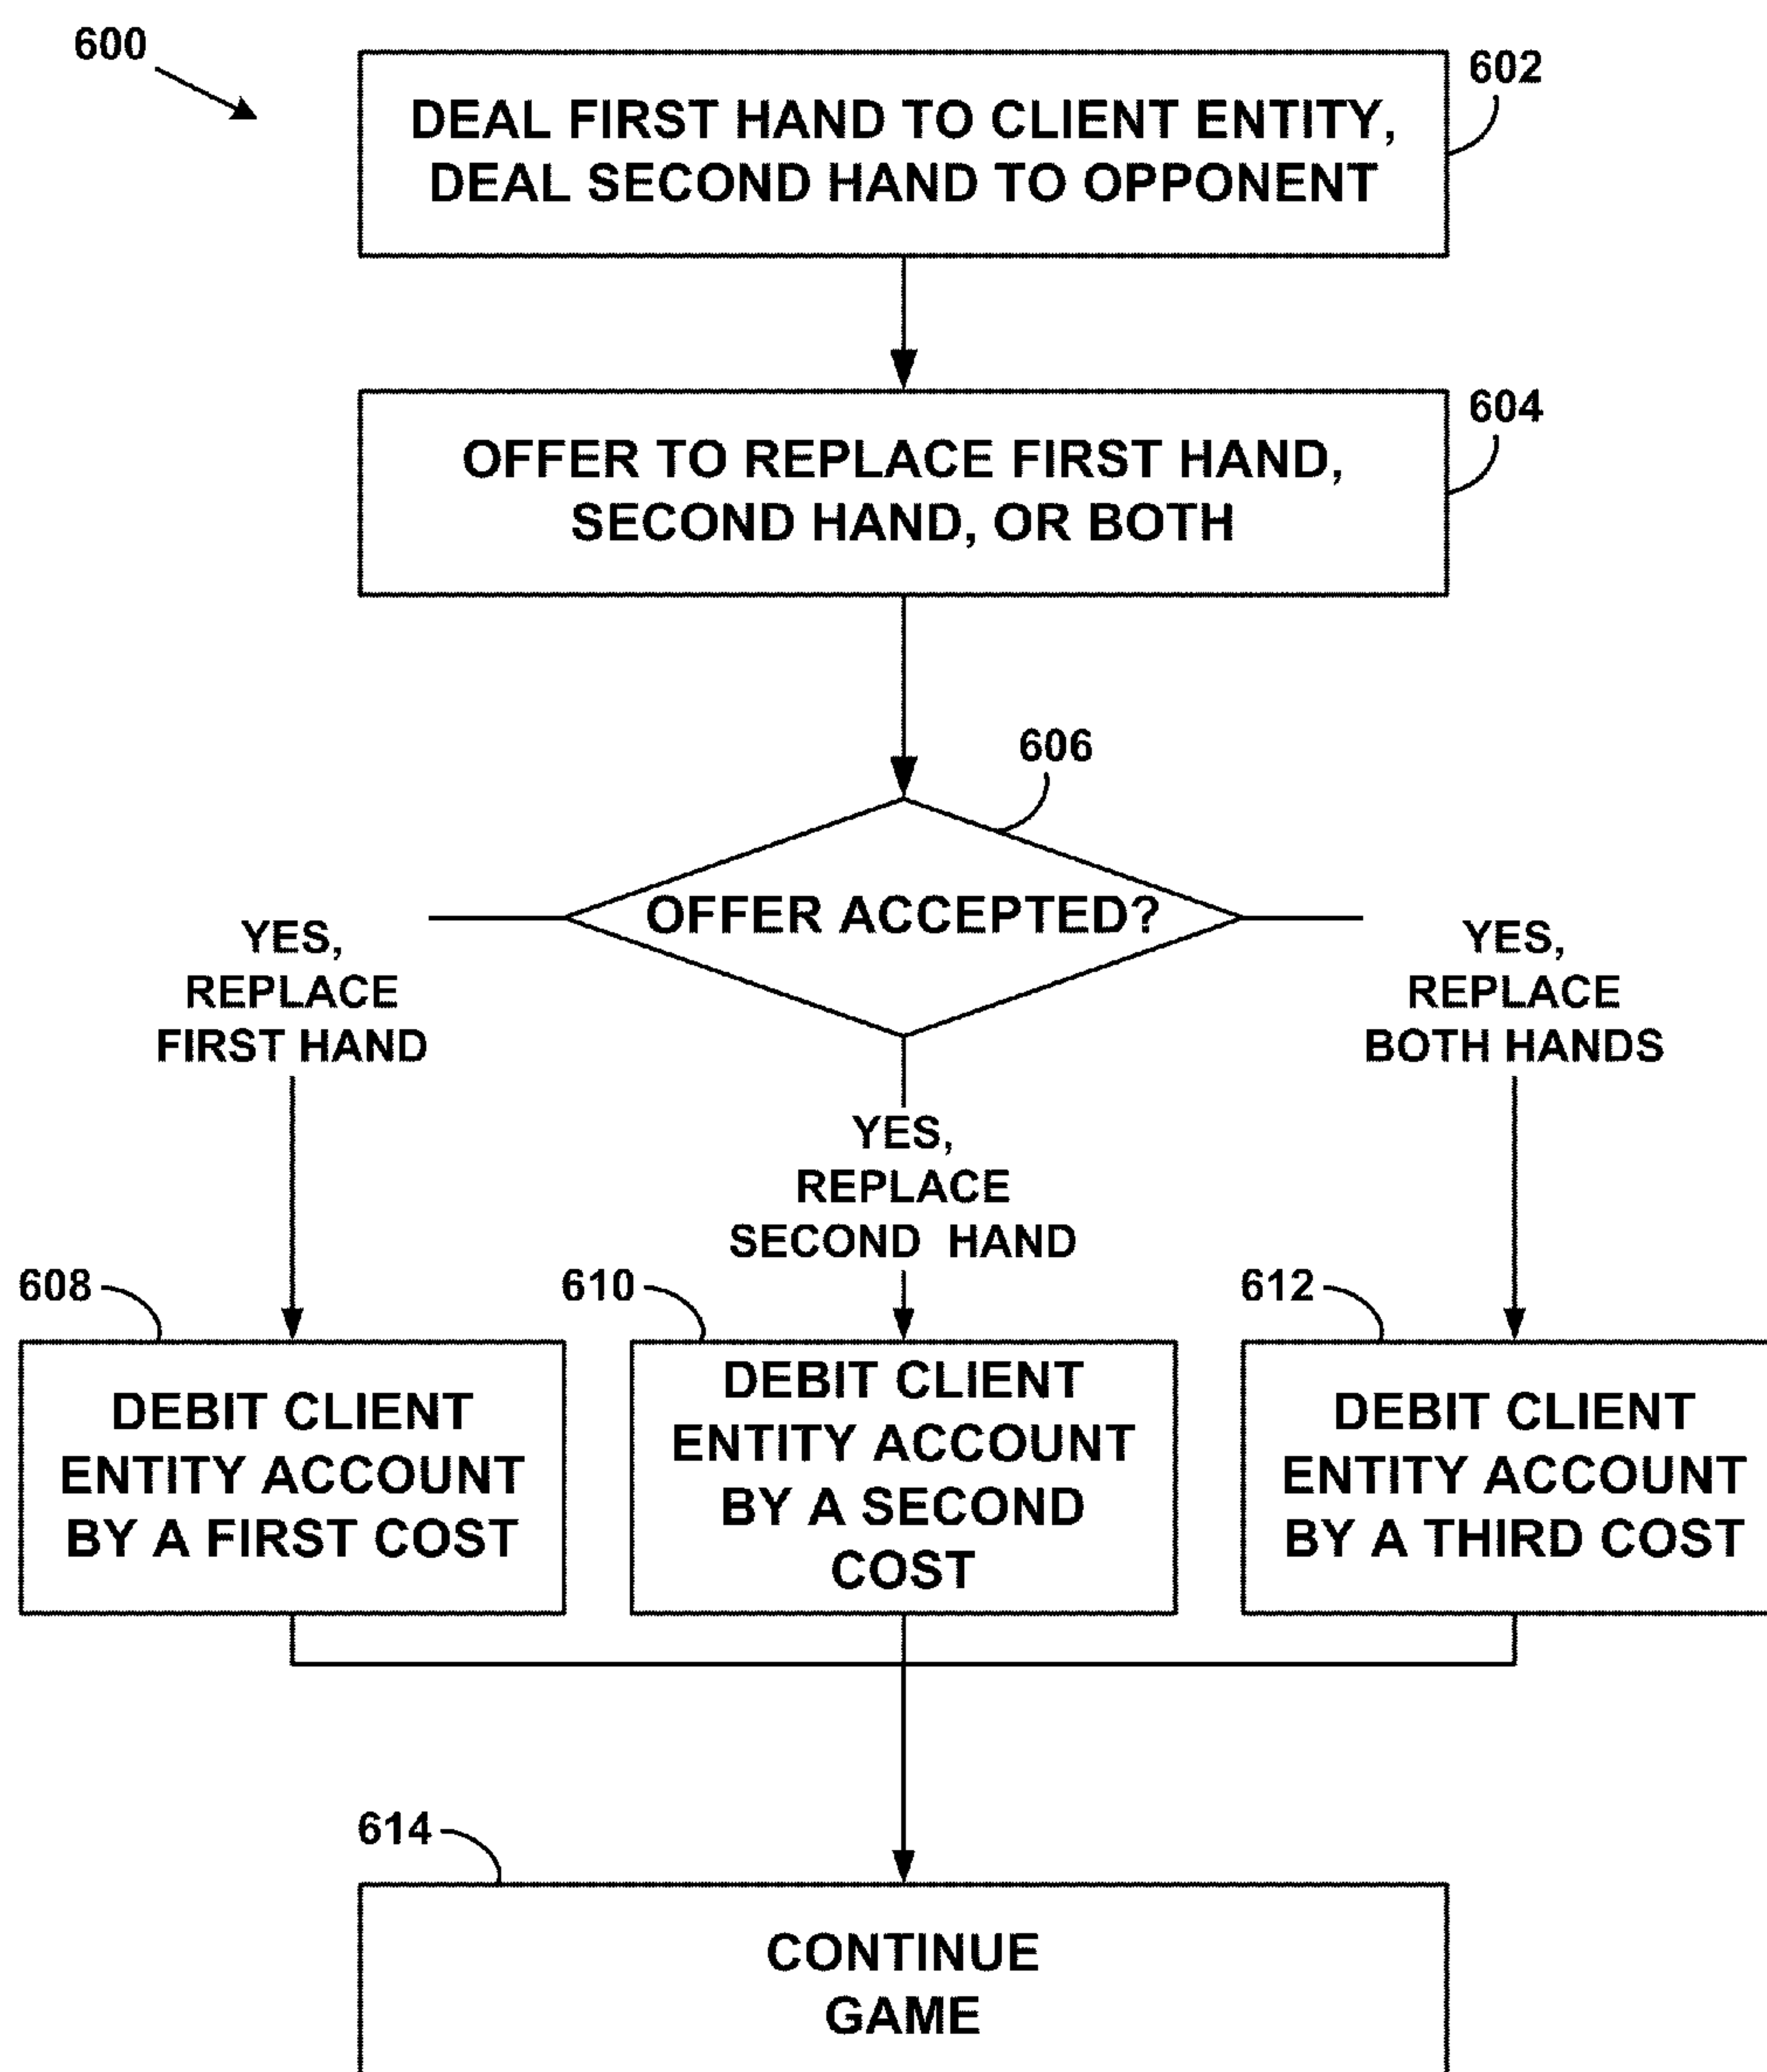 600
602
DEAL FIRST HAND TO CLIENT ENTITY,
DEAL SECOND HAND TO OPPONENT
604
OFFER TO REPLACE FIRST HAND,
SECOND HAND, OR BOTH
606
OFFER ACCEPTED?
YES,
REPLACE
FIRST HAND
YES,
REPLACE
SECOND HAND
YES,
REPLACE
BOTH HANDS
608
DEBIT CLIENT
ENTITY ACCOUNT
BY A FIRST COST
610
DEBIT CLIENT
ENTITY ACCOUNT
BY A SECOND
COST
612
DEBIT CLIENT
ENTITY ACCOUNT
BY A THIRD COST
614
CONTINUE
GAME